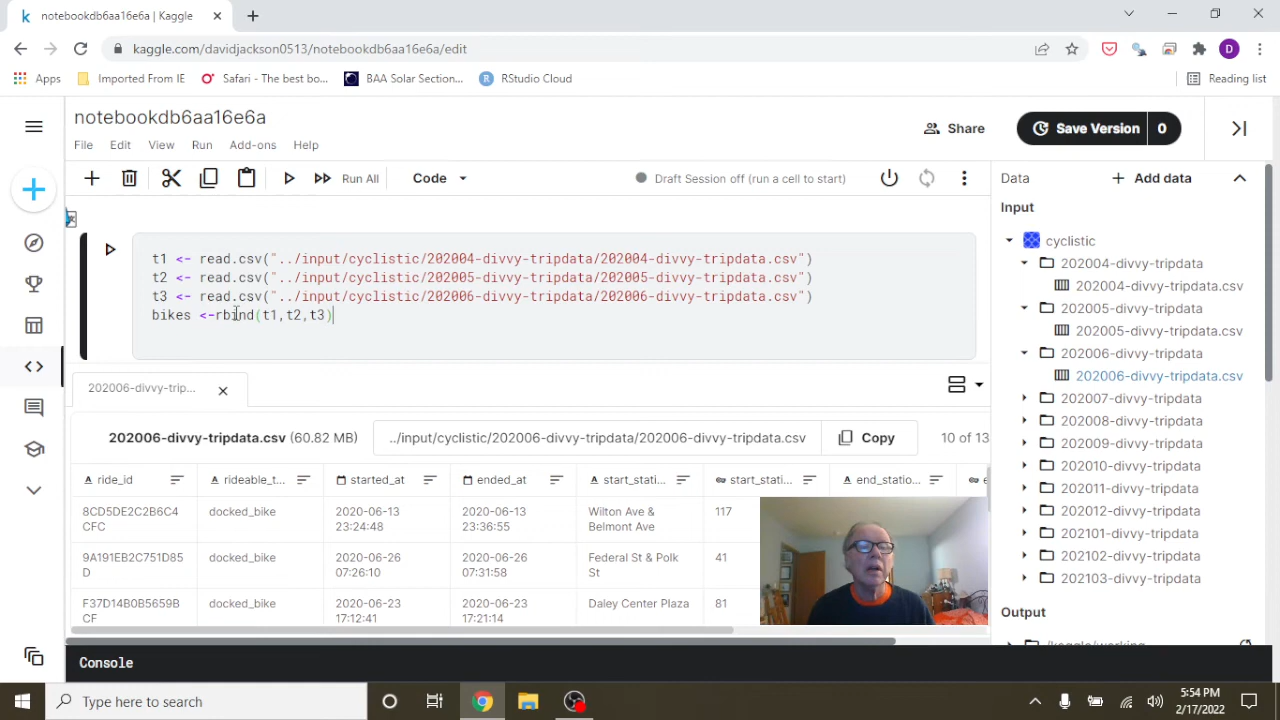 notebookdb6aa16e6a | Kaggle
kaggle.com/davidjackson0513/notebookdb6aa16e6a/edit
D
Apps
Imported From IE
Safari - The best bo...
BAA Solar Section...
RStudio Cloud
Reading list
notebookdb6aa16e6a
File Edit View Run Add-ons Help
Share
Save Version 0
Run All
Code
Draft Session off (run a cell to start)
t1 <- read.csv("../input/cyclistic/202004-divvy-tripdata/202004-divvy-tripdata.csv")
t2 <- read.csv("../input/cyclistic/202005-divvy-tripdata/202005-divvy-tripdata.csv")
t3 <- read.csv("../input/cyclistic/202006-divvy-tripdata/202006-divvy-tripdata.csv")
bikes <-rbind(t1,t2,t3)
202006-divvy-trip...
202006-divvy-tripdata.csv (60.82 MB)
../input/cyclistic/202006-divvy-tripdata/202006-divvy-tripdata.csv
Copy
10 of 13
ride_id rideable_t... started_at ended_at start_stati... start_stati... end_statio...
8CD5DE2C2B6C4 docked_bike 2020-06-13 2020-06-13 Wilton Ave & 117
CFC 23:24:48 23:36:55 Belmont Ave
9A191EB2C751D85 docked_bike 2020-06-26 2020-06-26 Federal St & Polk 41
D 07:26:10 07:31:58 St
F37D14B0B5659B docked_bike 2020-06-23 2020-06-23 Daley Center Plaza 81
CF 17:12:41 17:21:14
Console
Data
Add data
Input
cyclistic
202004-divvy-tripdata
202004-divvy-tripdata.csv
202005-divvy-tripdata
202005-divvy-tripdata.csv
202006-divvy-tripdata
202006-divvy-tripdata.csv
202007-divvy-tripdata
202008-divvy-tripdata
202009-divvy-tripdata
202010-divvy-tripdata
202011-divvy-tripdata
202012-divvy-tripdata
202101-divvy-tripdata
202102-divvy-tripdata
202103-divvy-tripdata
Output
/kaggle/working
Type here to search
5:54 PM
2/17/2022